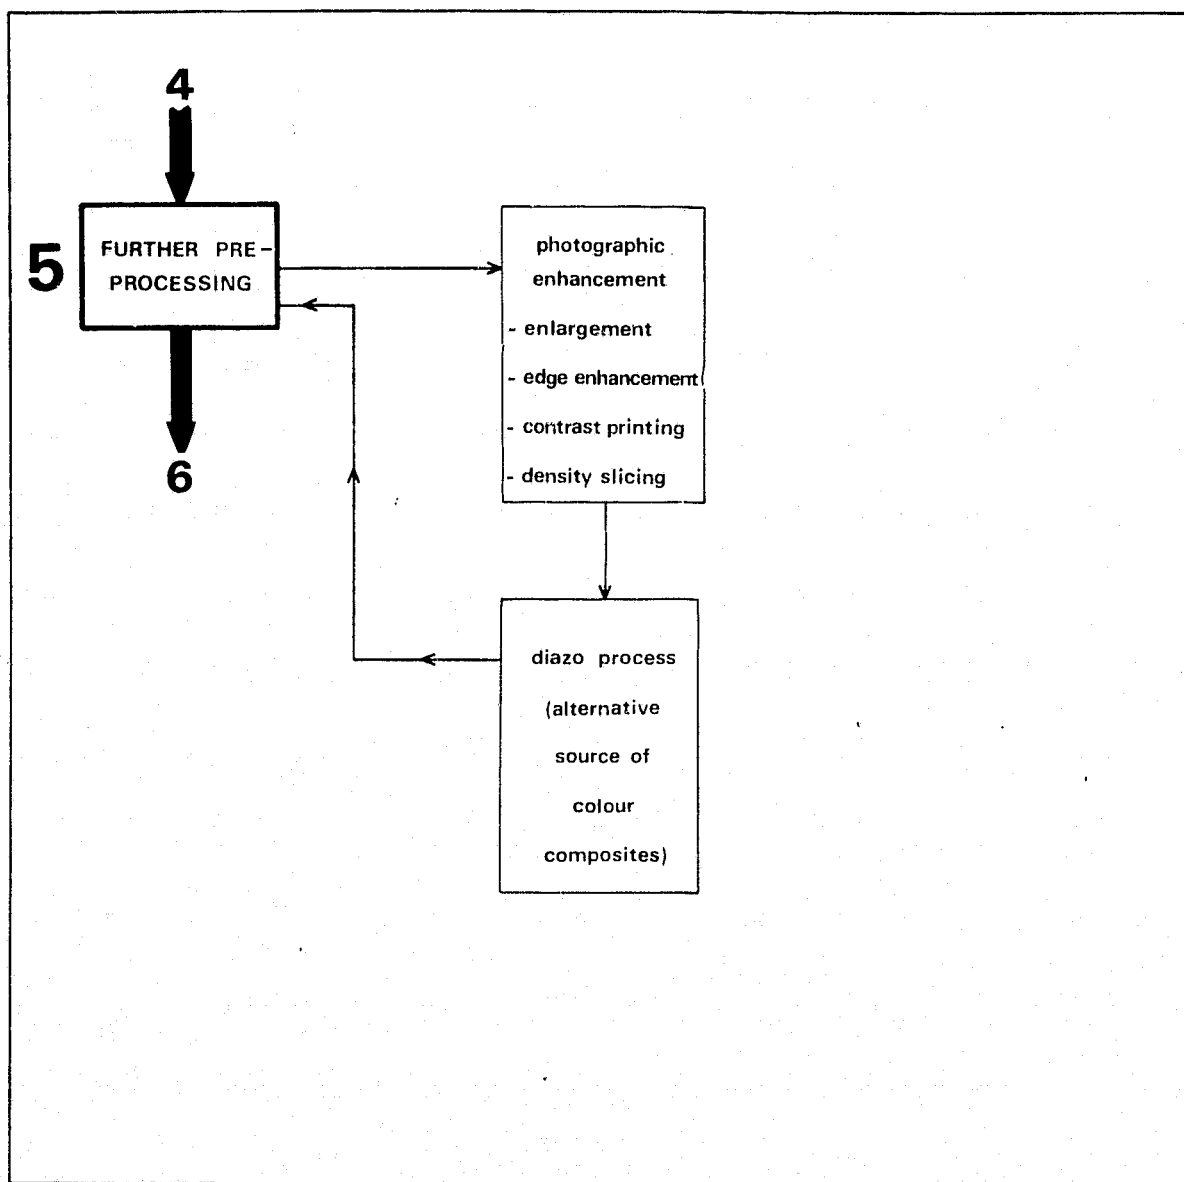 4
5
FURTHER PRE-
PROCESSING
6
photographic
enhancement
- enlargement
- edge enhancement
- contrast printing
- density slicing
diazo process
(alternative
source of
colour
composites)